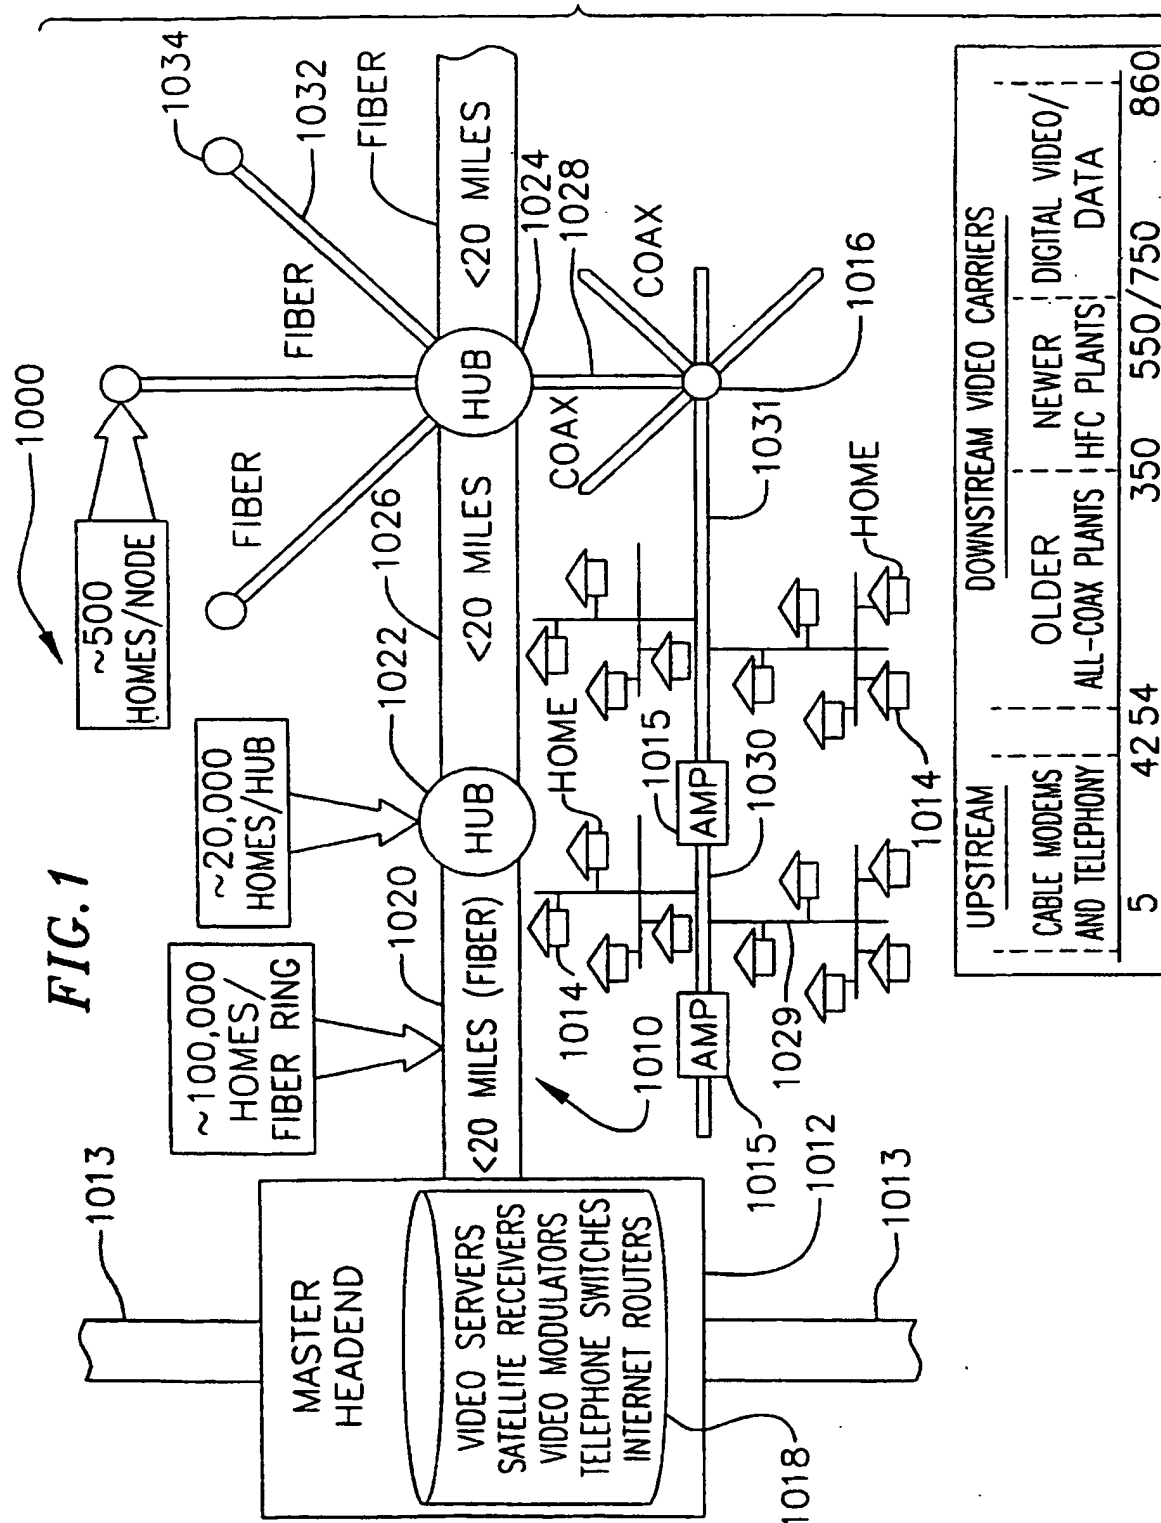 FIG.1
1000
~100,000
HOMES/
FIBER RING
~20,000
HOMES/HUB
~500
HOMES/NODE
1013
1020
1022
1026
1034
1032
FIBER
FIBER
FIBER
MASTER
HEADEND
VIDEO SERVERS
SATELLITE RECEIVERS
VIDEO MODULATORS
TELEPHONE SWITCHES
INTERNET ROUTERS
<20 MILES (FIBER)
HUB
<20 MILES
HUB
<20 MILES
1024
1028
1010
1014
HOME
COAX
COAX
AMP
AMP
1015
1015
1029
1030
1031
1016
HOME
1014
1012
1013
1018
UPSTREAM
DOWNSTREAM VIDEO CARRIERS
CABLE MODEMS
AND TELEPHONY
OLDER
ALL-COAX PLANTS
NEWER
HFC PLANTS
DIGITAL VIDEO/
DATA
5
42
54
350
550/750
860